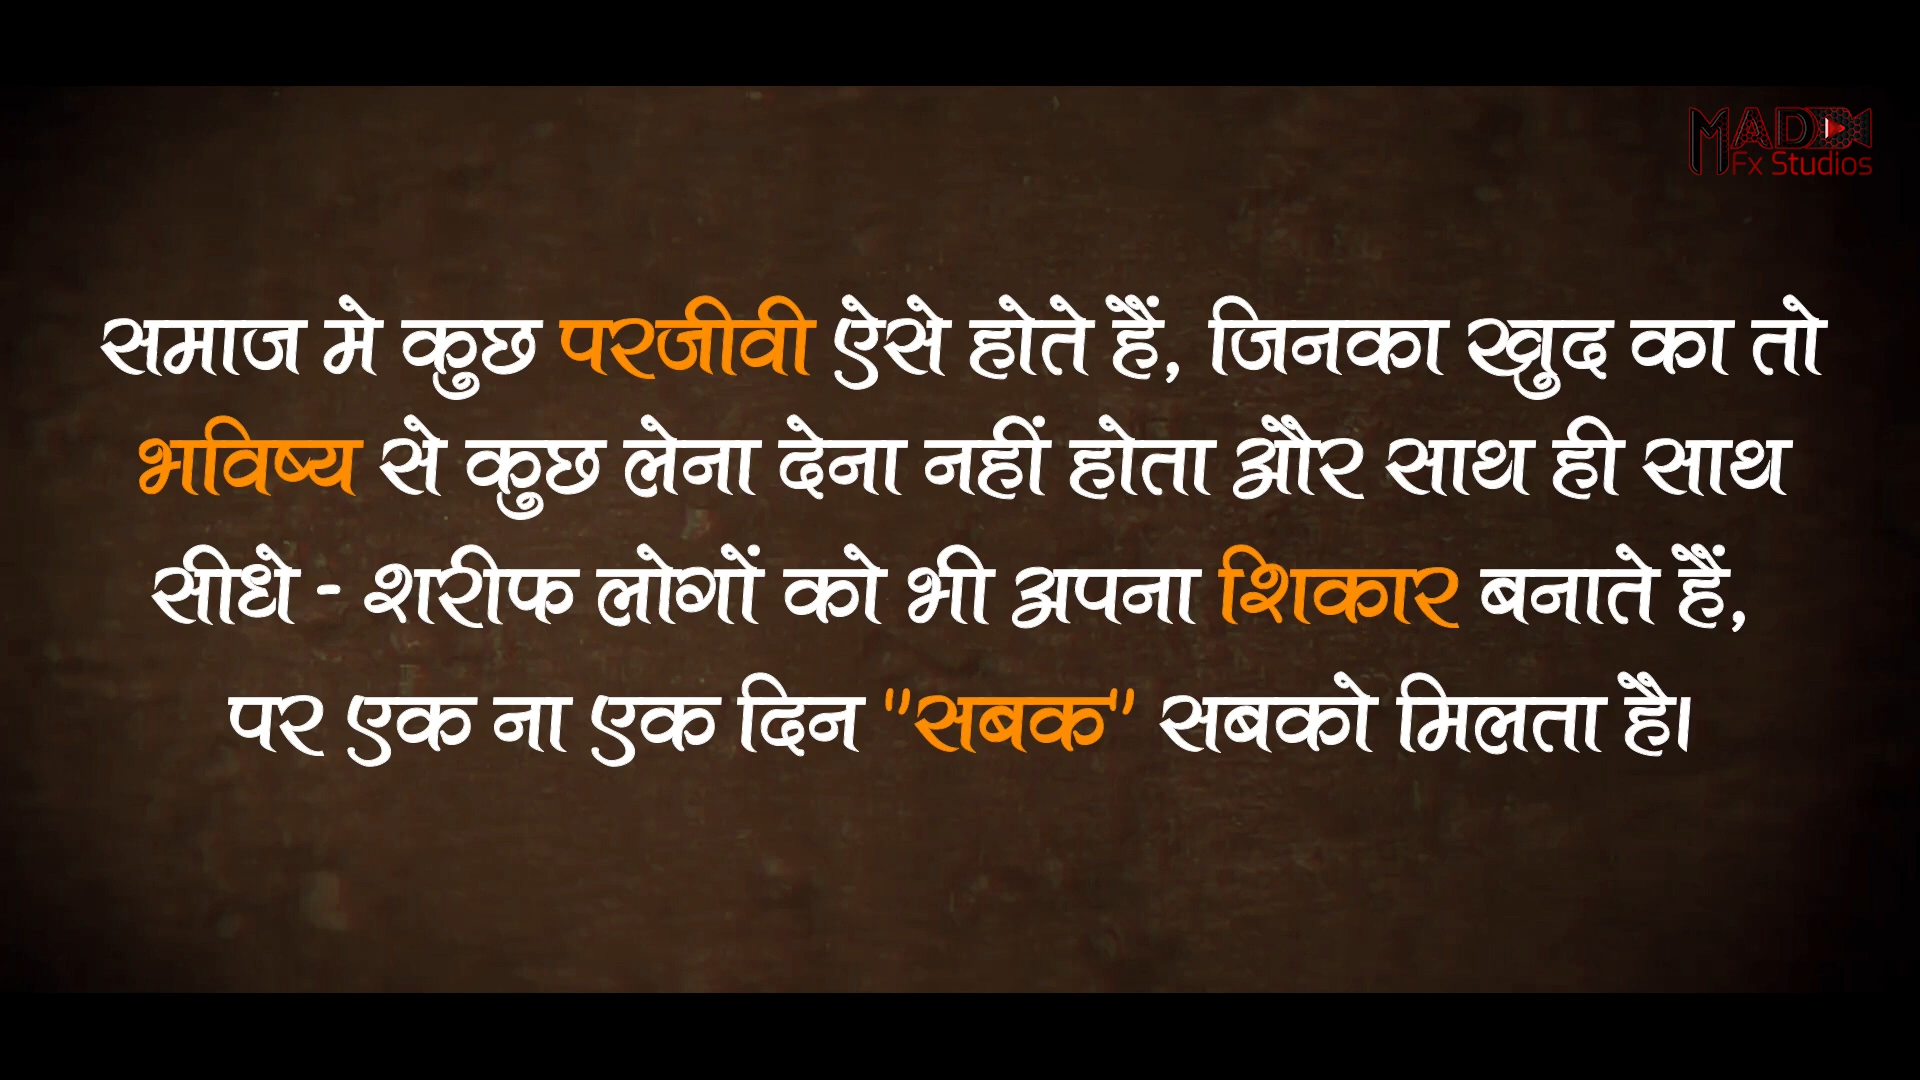 MAD
Fx Studios
समाज मे कुछ परजीवी ऐसे होते हैं, जिनका खुद का तो
भविष्य से कुछ लेना देना नहीं होता और साथ ही साथ
सीधे - शरीफ लोगों को भी अपना शिकार बनाते हैं,
पर एक ना एक दिन "सबक" सबको मिलता है।